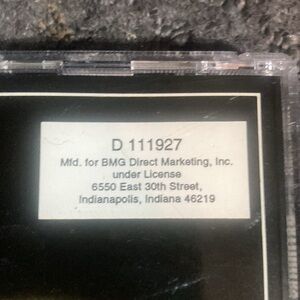 D 111927
Mfd. for BMG Direct Marketing, Inc.
under License
6550 East 30th Street,
Indianapolis, Indiana 46219